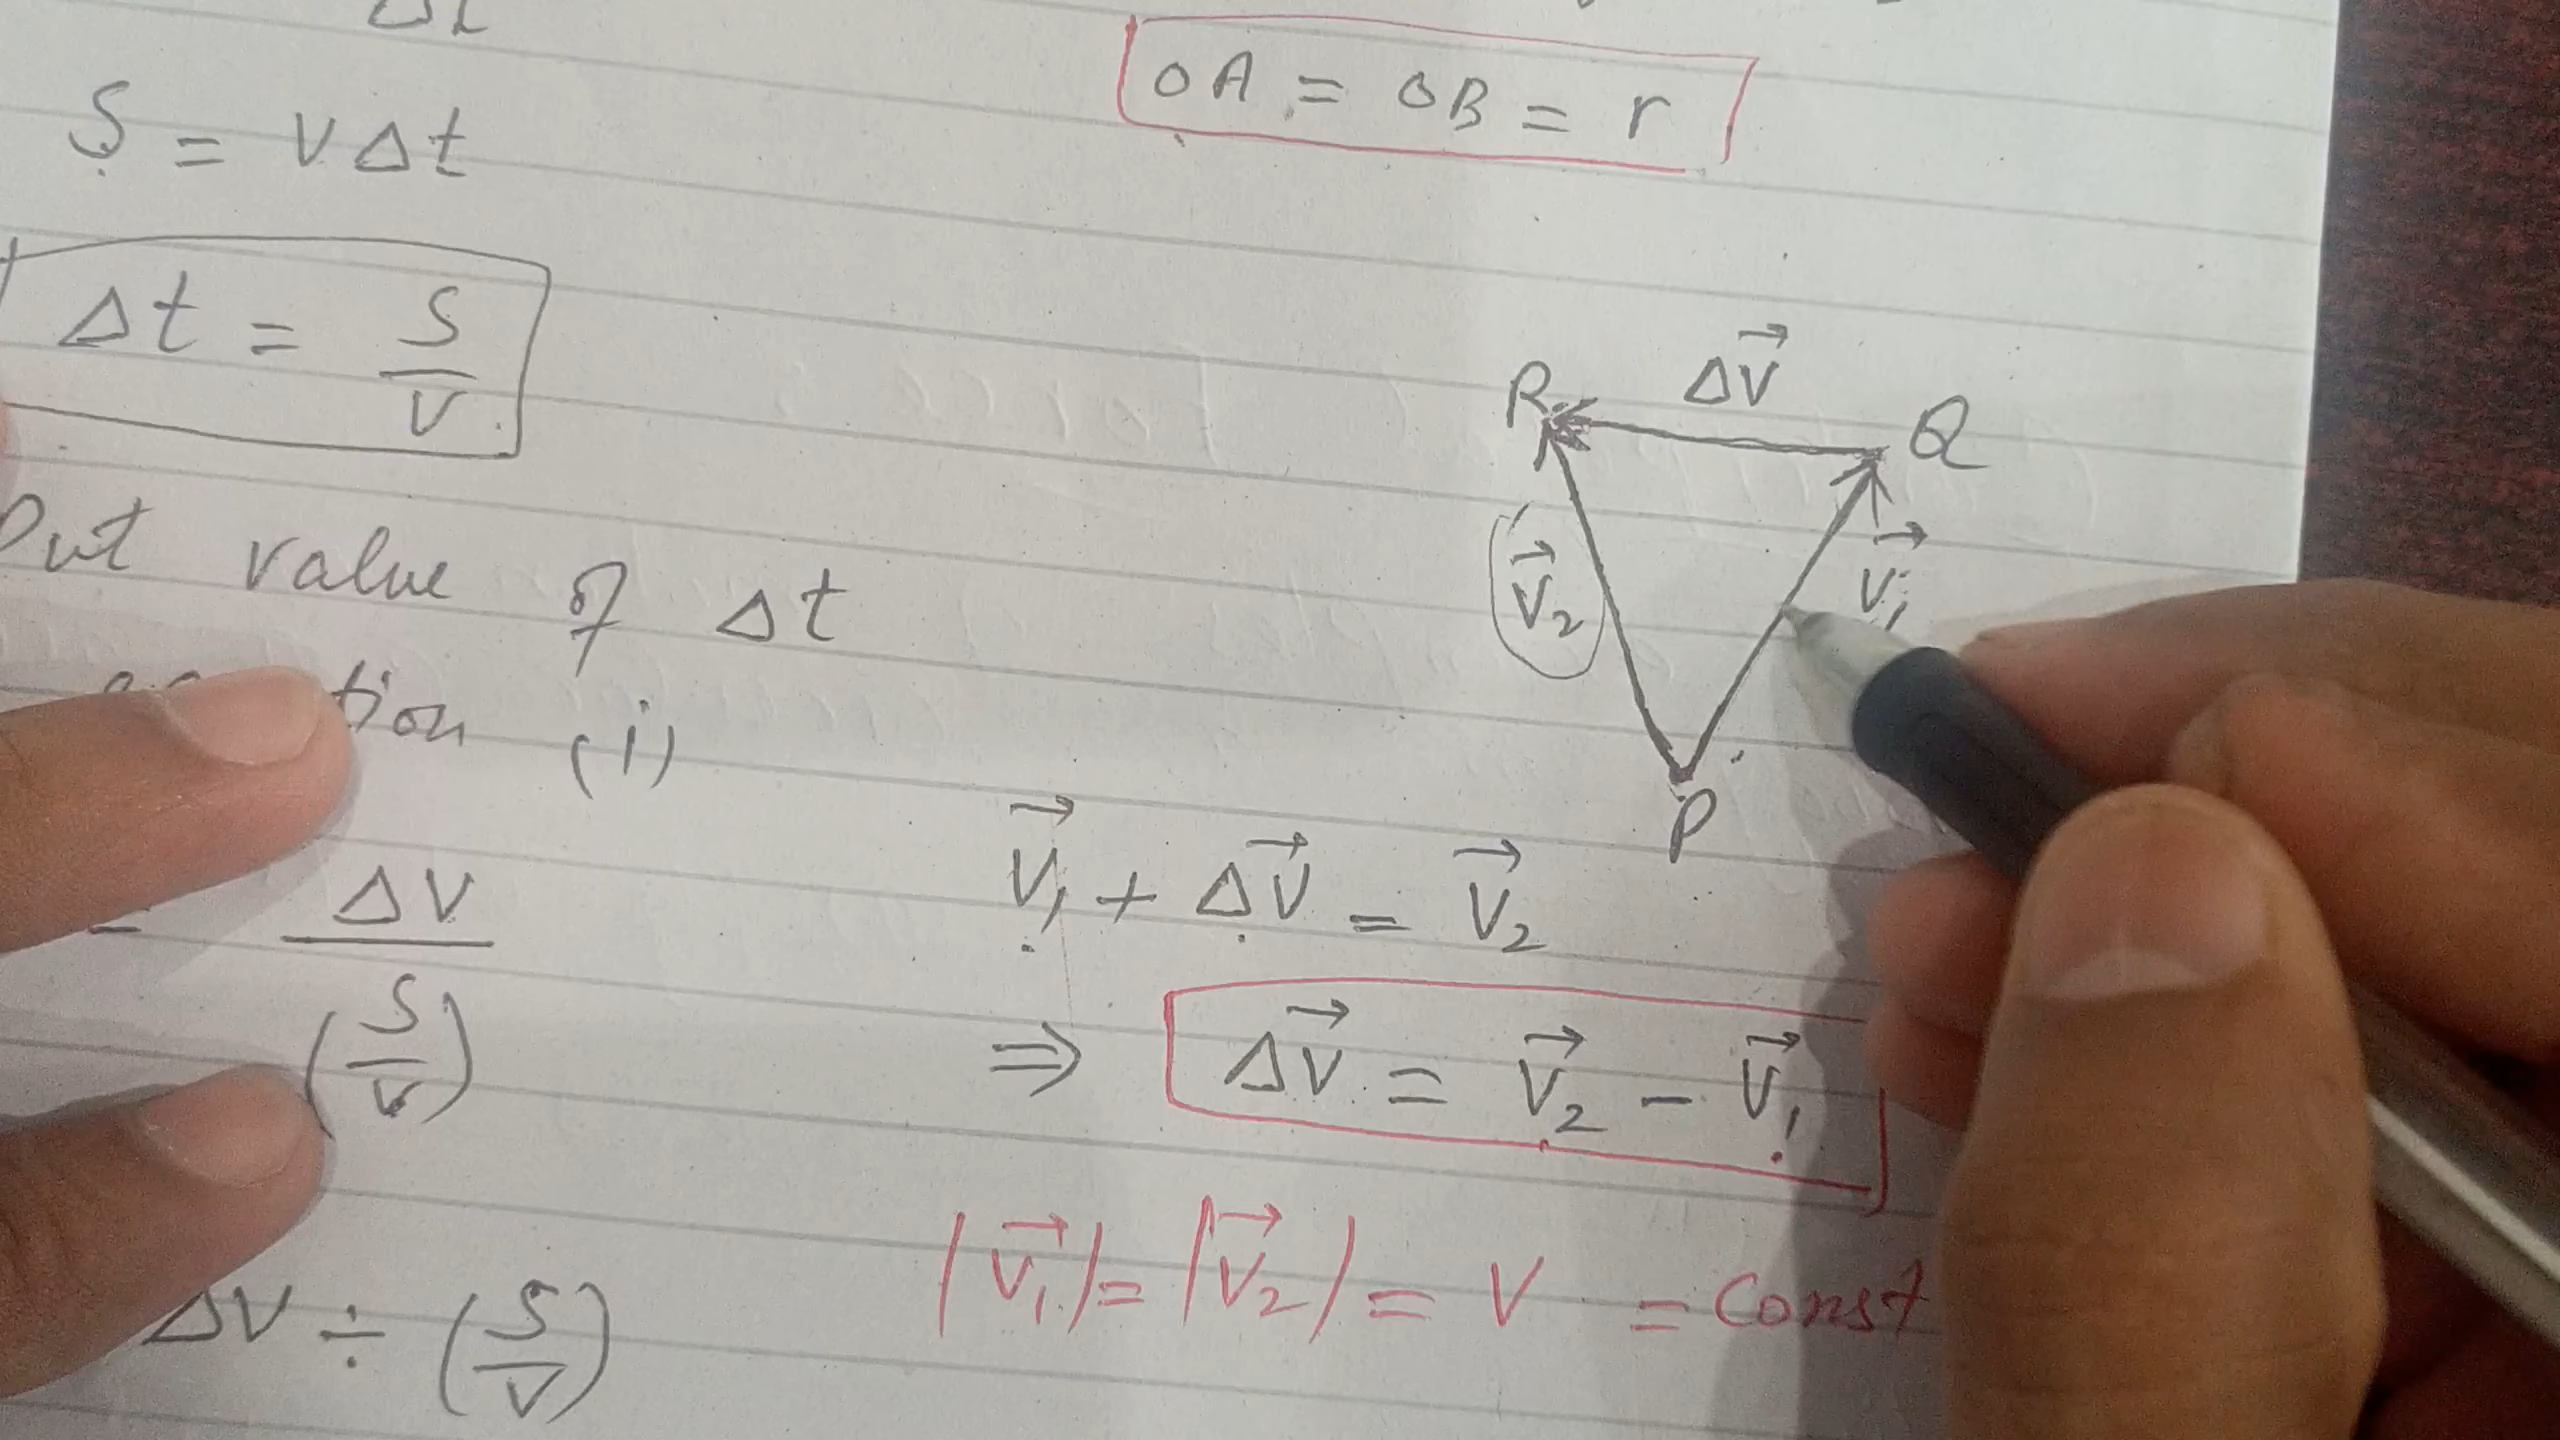 S = v Δt
Δt = S/v
Put value of Δt
tion (i)
= Δv/(S/v)
Δv ÷ (S/v)
OA = OB = r
Δv⃗
R
Q
v⃗₂
v⃗₁
P
v⃗₁ + Δv⃗ = v⃗₂
⇒ Δv⃗ = v⃗₂ − v⃗₁
|v⃗₁| = |v⃗₂| = v = Const